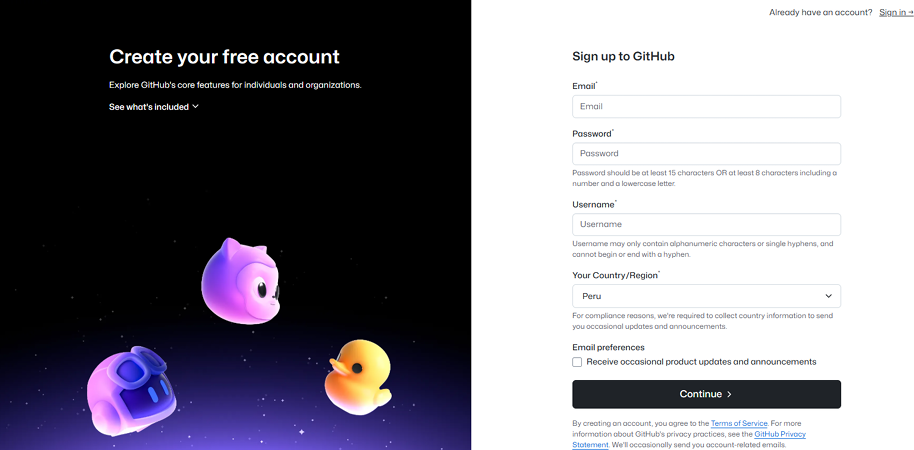 Already have an account? Sign in →
Create your free account
Explore GitHub's core features for individuals and organizations.
See what's included
Sign up to GitHub
Email*
Email
Password*
Password
Password should be at least 15 characters OR at least 8 characters including a
number and a lowercase letter.
Username*
Username
Username may only contain alphanumeric characters or single hyphens, and
cannot begin or end with a hyphen.
Your Country/Region*
Peru
For compliance reasons, we're required to collect country information to send
you occasional updates and announcements.
Email preferences
Receive occasional product updates and announcements
Continue
By creating an account, you agree to the Terms of Service. For more
information about GitHub's privacy practices, see the GitHub Privacy
Statement. We'll occasionally send you account-related emails.